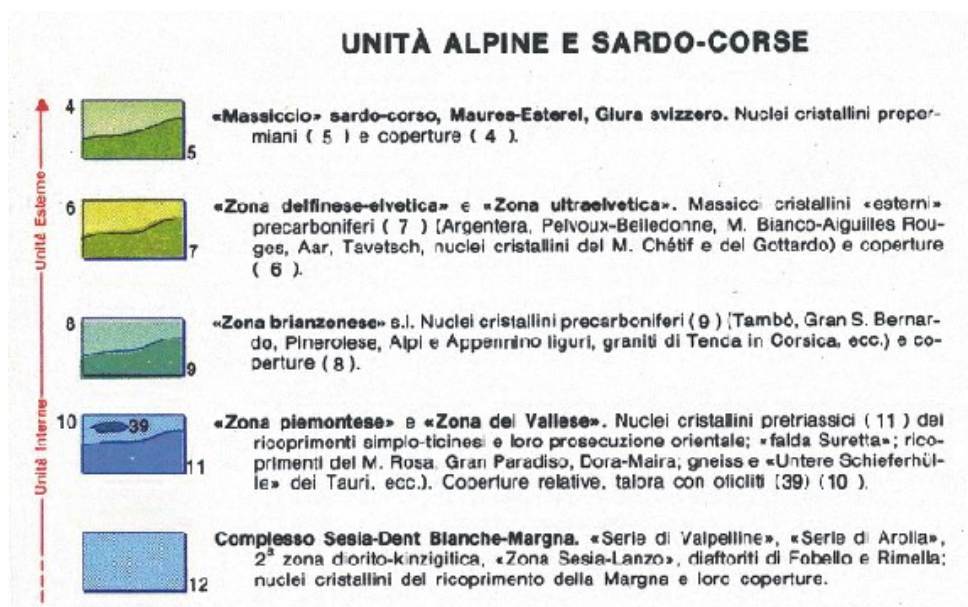 UNITÀ ALPINE E SARDO-CORSE
4
5
«Massiccio» sardo-corso, Maures-Esterel, Giura svizzero. Nuclei cristallini preper-
miani ( 5 ) e coperture ( 4 ).
Unità Esterne
6
7
«Zona delfinese-elvetica» e «Zona ultraelvetica». Massicci cristallini «esterni»
precarboniferi ( 7 ) (Argentera, Pelvoux-Belledonne, M. Bianco-Aiguilles Rou-
ges, Aar, Tavetsch, nuclei cristallini del M. Chétif e del Gottardo) e coperture
( 6 ).
8
9
«Zona brianzonese» s.l. Nuclei cristallini precarboniferi ( 9 ) (Tambò, Gran S. Bernar-
do, Pinerolese, Alpi e Appennino liguri, graniti di Tenda in Corsica, ecc.) e co-
perture ( 8 ).
Unità Interne
10
39
11
«Zona piemontese» e «Zona del Vallese». Nuclei cristallini pretriassici ( 11 ) dei
ricoprimenti simplo-ticinesi e loro prosecuzione orientale; «falda Suretta»; rico-
primenti del M. Rosa, Gran Paradiso, Dora-Maira; gneiss e «Untere Schieferhül-
le» dei Tauri, ecc.). Coperture relative, talora con ofioliti (39) (10 ).
12
Complesso Sesia-Dent Blanche-Margna. «Serie di Valpelline», «Serie di Arolla»,
2ª zona diorito-kinzigitica, «Zona Sesia-Lanzo», diaftoriti di Fobello e Rimella;
nuclei cristallini del ricoprimento della Margna e loro coperture.